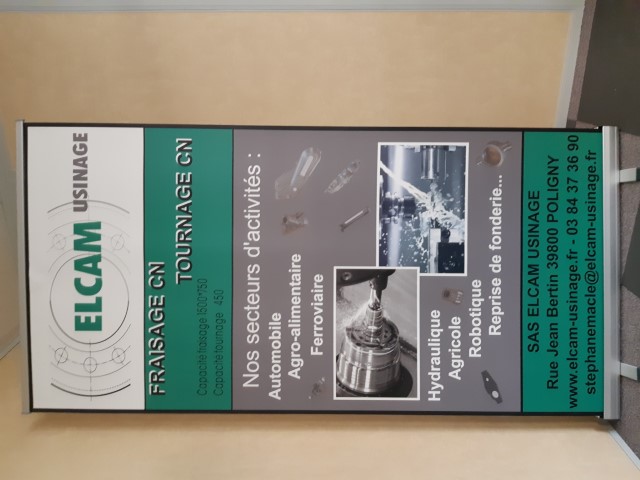 ELCAM USINAGE
FRAISAGE CN
TOURNAGE CN
Capacité fraisage 1500*750
Capacité tournage 450
Nos secteurs d'activités :
Automobile
Agro-alimentaire
Ferroviaire
Hydraulique
Agricole
Robotique
Reprise de fonderie...
SAS ELCAM USINAGE
Rue Jean Bertin 39800 POLIGNY
www.elcam-usinage.fr - 03 84 37 36 90
stephanemacle@elcam-usinage.fr